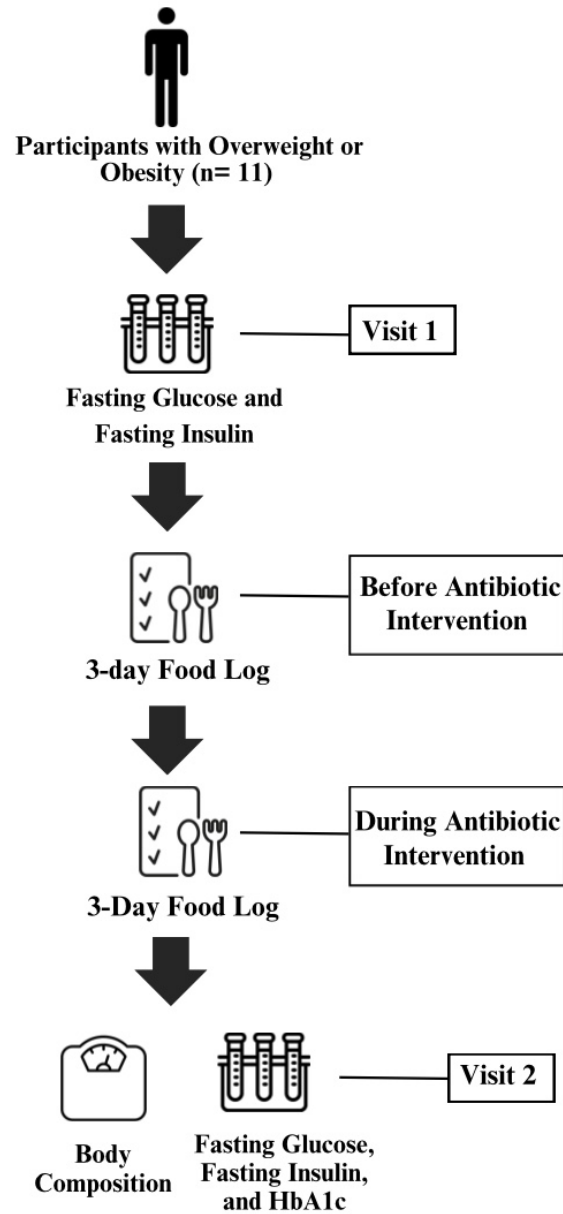 Participants with Overweight or
Obesity (n= 11)
Visit 1
Fasting Glucose and
Fasting Insulin
Before Antibiotic
Intervention
3-day Food Log
During Antibiotic
Intervention
3-Day Food Log
Visit 2
Body
Composition
Fasting Glucose,
Fasting Insulin,
and HbA1c